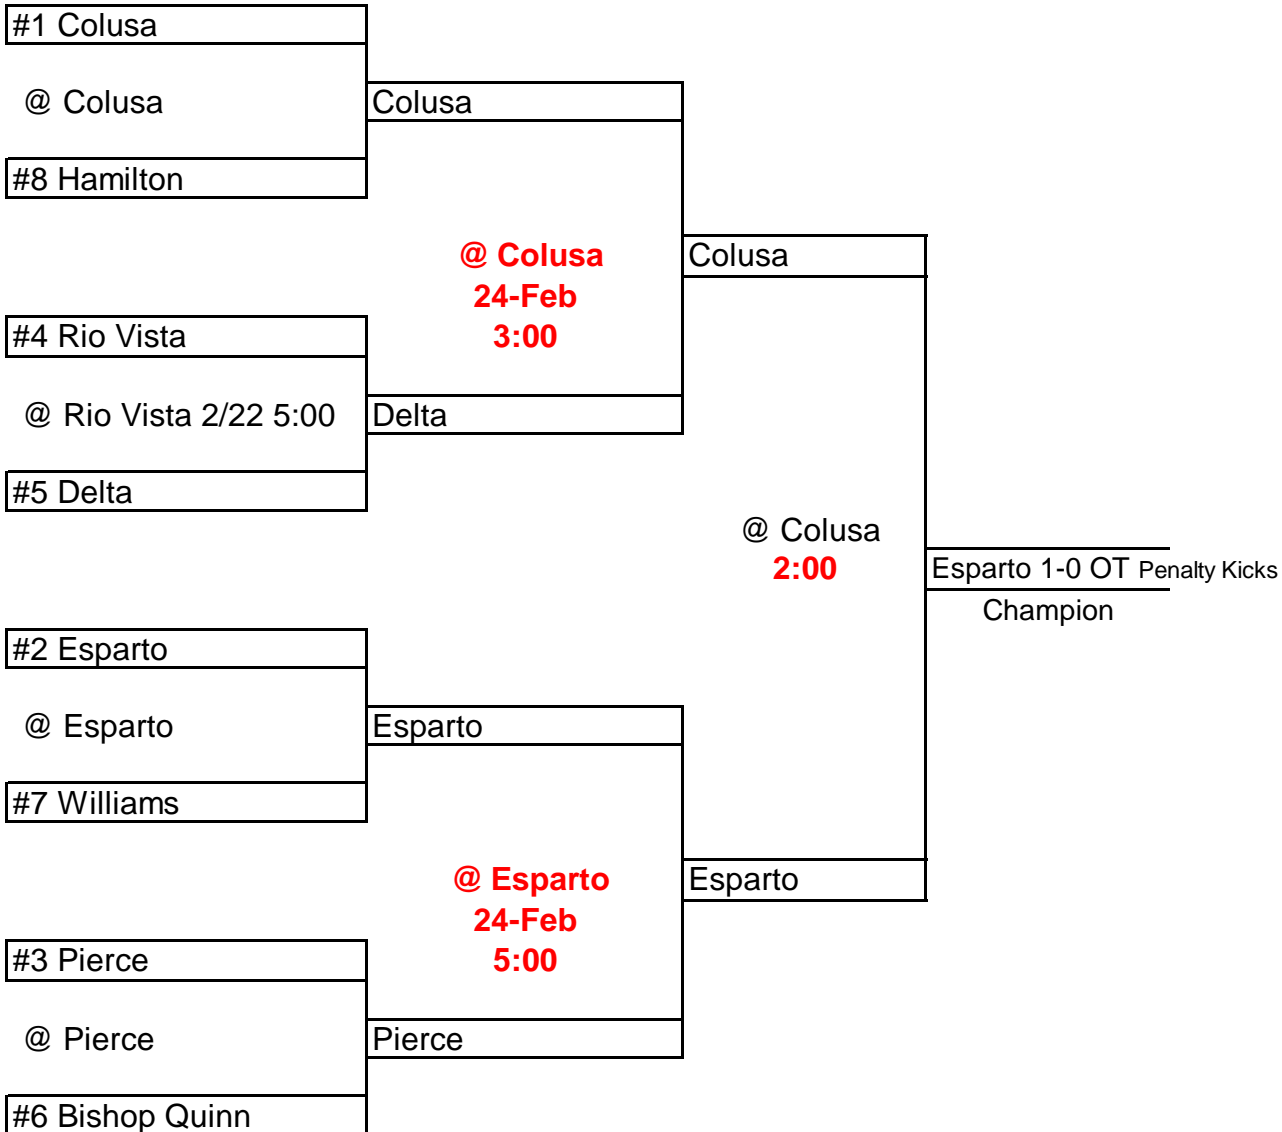 #1 Colusa
@ Colusa
Colusa
#8 Hamilton
@ Colusa
24-Feb
3:00
Colusa
#4 Rio Vista
@ Rio Vista 2/22 5:00
Delta
#5 Delta
@ Colusa
2:00
Esparto 1-0 OT Penalty Kicks
Champion
#2 Esparto
@ Esparto
Esparto
#7 Williams
@ Esparto
24-Feb
5:00
Esparto
#3 Pierce
@ Pierce
Pierce
#6 Bishop Quinn